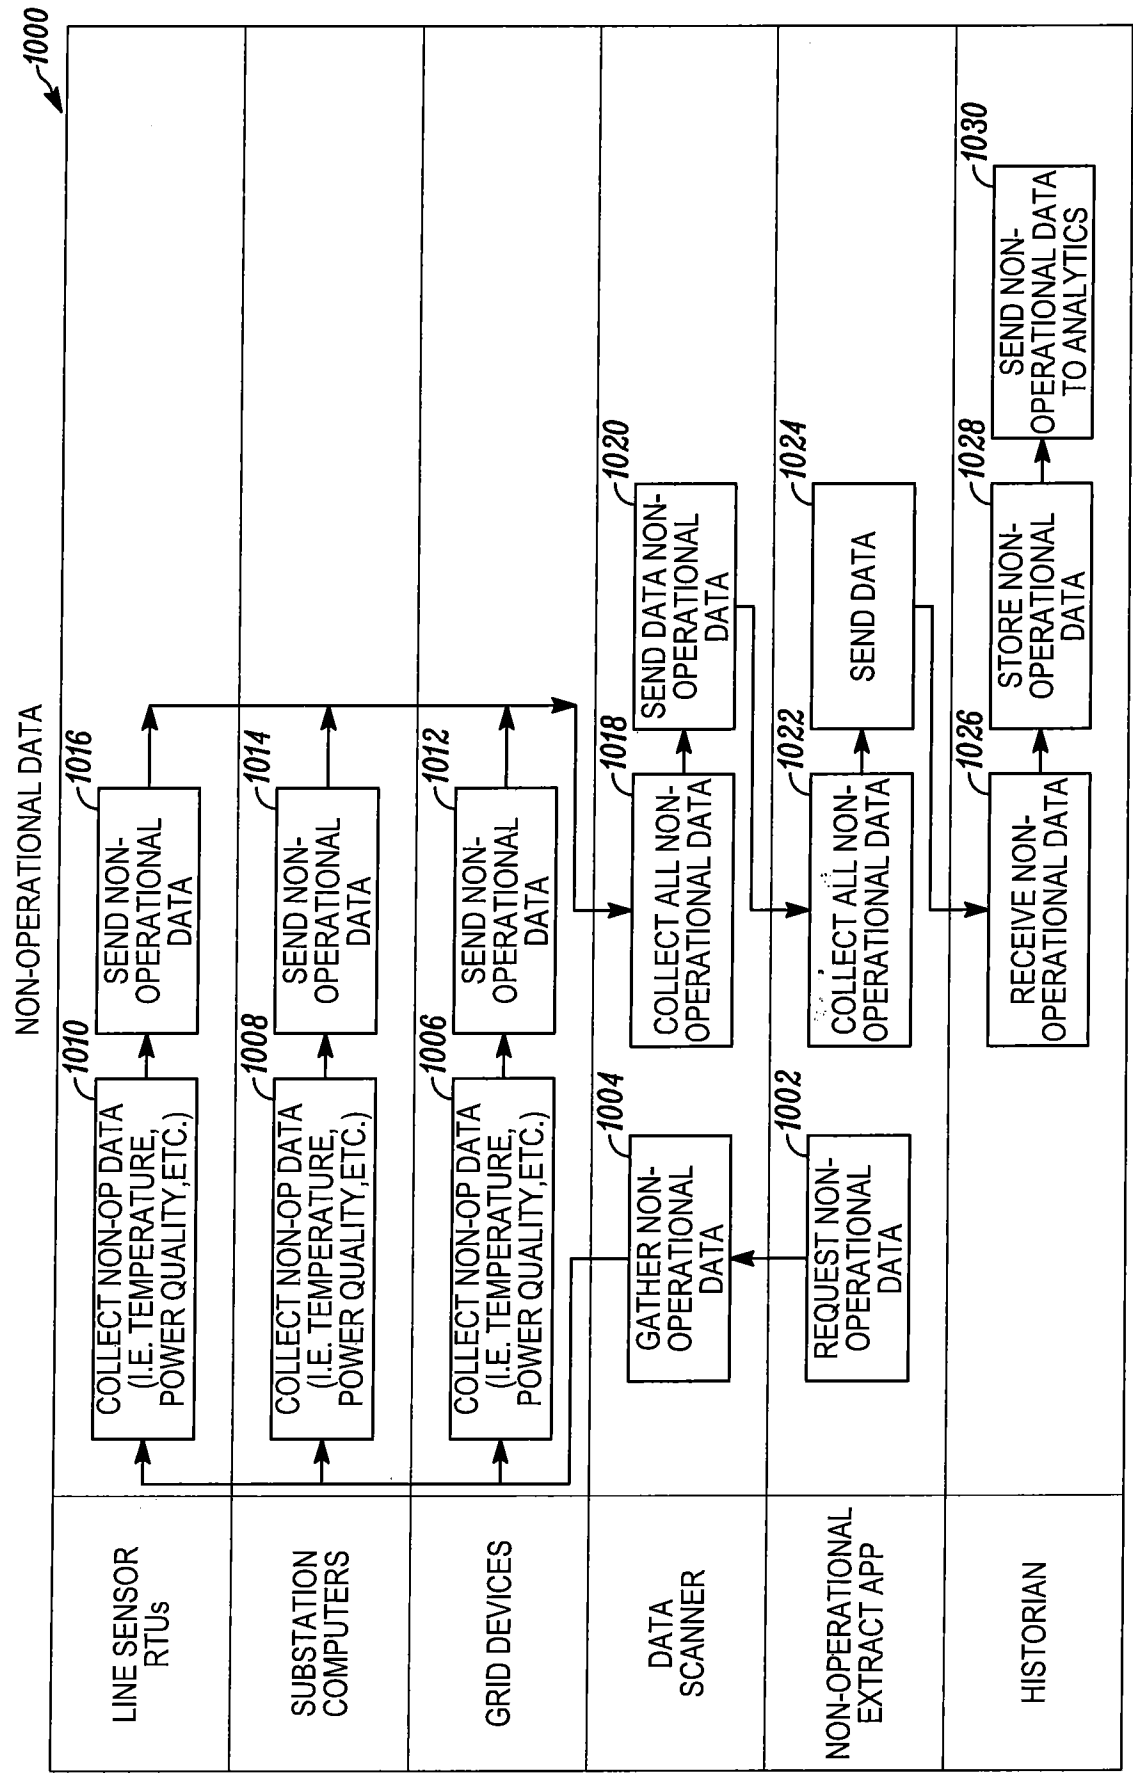 NON-OPERATIONAL DATA
1000
LINE SENSOR
RTUs
1010
COLLECT NON-OP DATA
(I.E. TEMPERATURE,
POWER QUALITY,ETC.)
1016
SEND NON-
OPERATIONAL
DATA
SUBSTATION
COMPUTERS
1008
COLLECT NON-OP DATA
(I.E. TEMPERATURE,
POWER QUALITY,ETC.)
1014
SEND NON-
OPERATIONAL
DATA
GRID DEVICES
1006
COLLECT NON-OP DATA
(I.E. TEMPERATURE,
POWER QUALITY,ETC.)
1012
SEND NON-
OPERATIONAL
DATA
DATA
SCANNER
1004
GATHER NON-
OPERATIONAL
DATA
1018
COLLECT ALL NON-
OPERATIONAL DATA
1020
SEND DATA NON-
OPERATIONAL
DATA
NON-OPERATIONAL
EXTRACT APP
1002
REQUEST NON-
OPERATIONAL
DATA
1022
COLLECT ALL NON-
OPERATIONAL DATA
1024
SEND DATA
HISTORIAN
1026
RECEIVE NON-
OPERATIONAL DATA
1028
STORE NON-
OPERATIONAL
DATA
1030
SEND NON-
OPERATIONAL DATA
TO ANALYTICS